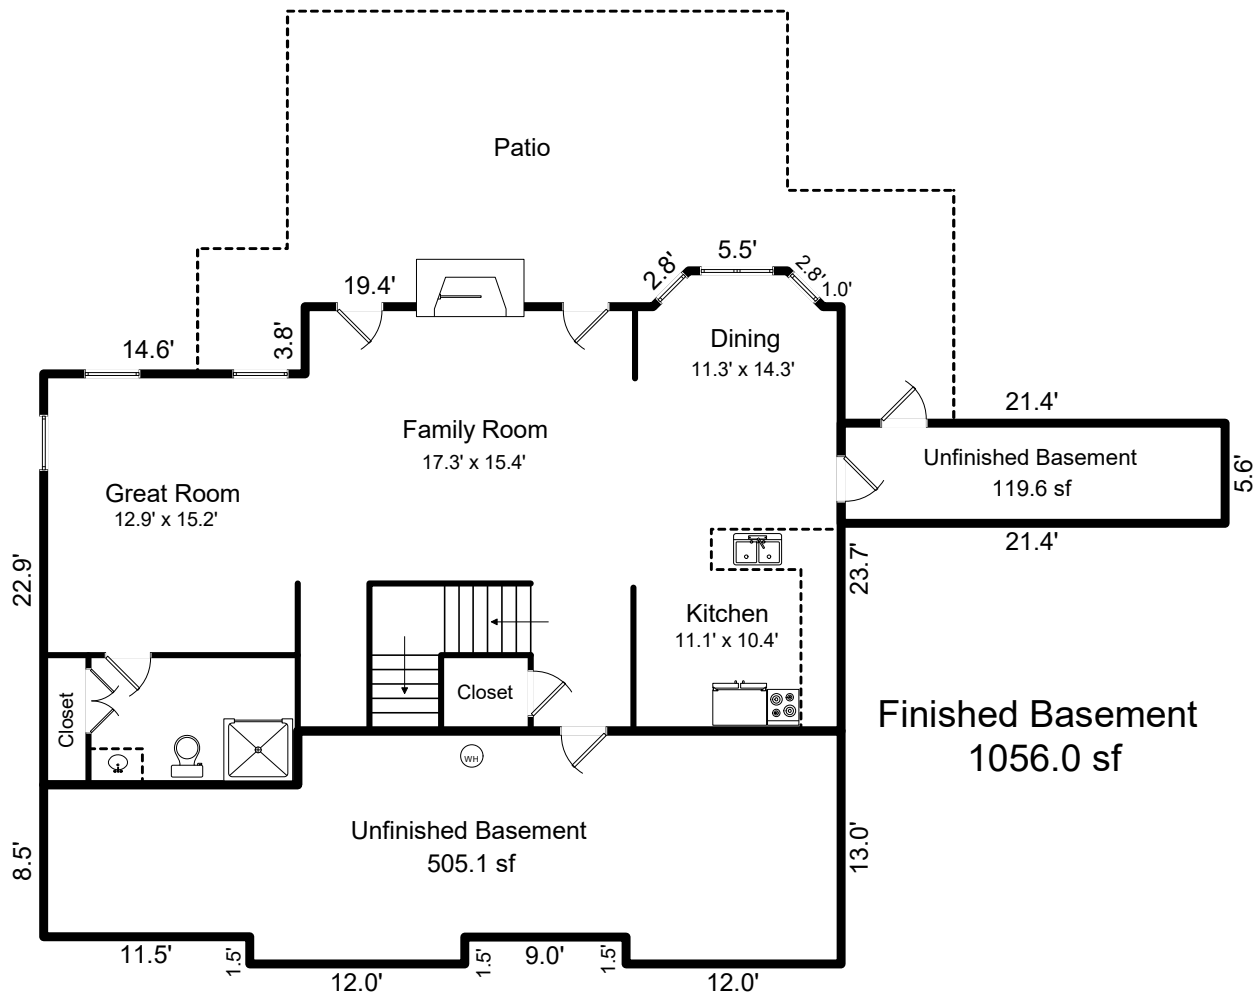 Patio
5.5'
2.8'
2.8'
1.0'
19.4'
3.8'
14.6'
Dining
11.3' x 14.3'
21.4'
Family Room
17.3' x 15.4'
Unfinished Basement
119.6 sf
5.6'
Great Room
12.9' x 15.2'
21.4'
22.9'
23.7'
Kitchen
11.1' x 10.4'
Closet
Closet
Finished Basement
1056.0 sf
WH
Unfinished Basement
505.1 sf
8.5'
13.0'
11.5'
1.5'
12.0'
1.5'
9.0'
1.5'
12.0'